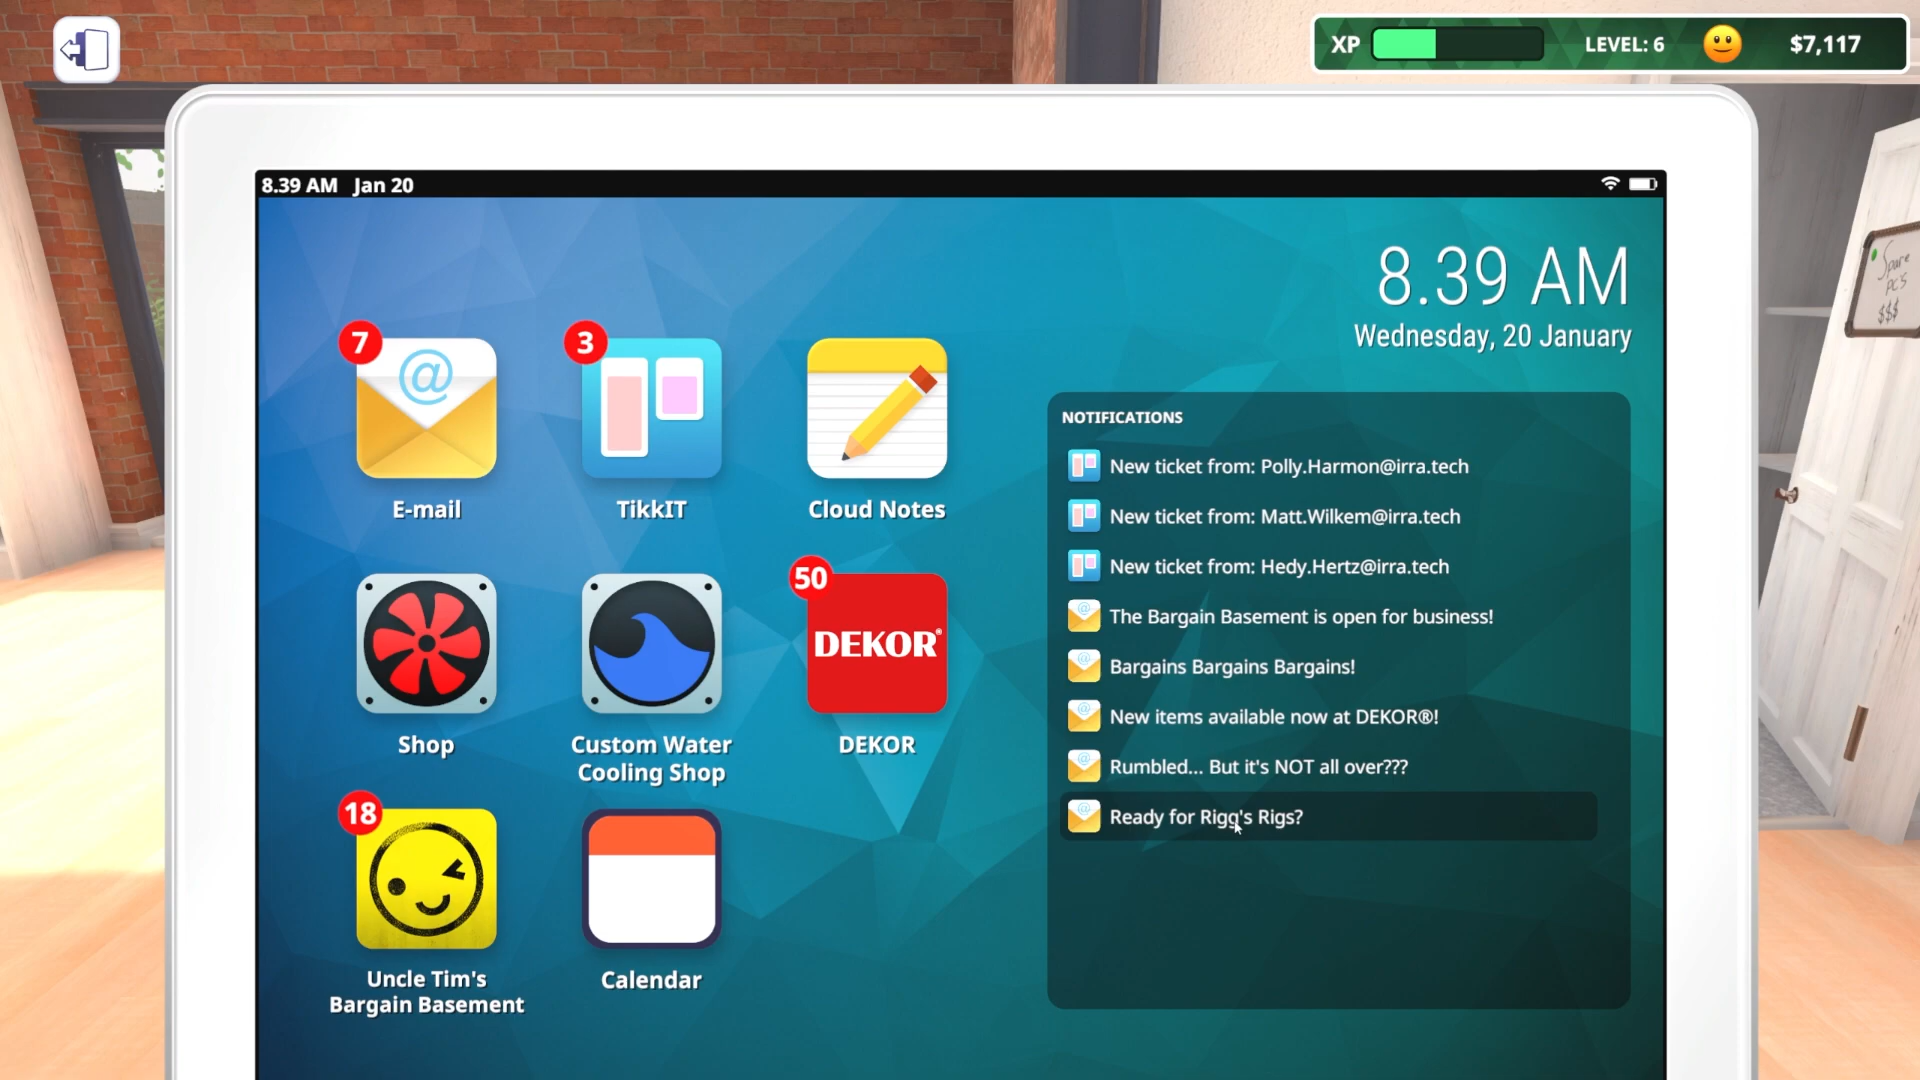 XP
LEVEL: 6
$7,117
8.39 AM Jan 20
8.39 AM
Wednesday, 20 January
7
@
E-mail
3
TikkIT
Cloud Notes
Shop
Custom Water
Cooling Shop
50
DEKOR®
DEKOR
18
Uncle Tim's
Bargain Basement
Calendar
NOTIFICATIONS
New ticket from: Polly.Harmon@irra.tech
New ticket from: Matt.Wilkem@irra.tech
New ticket from: Hedy.Hertz@irra.tech
The Bargain Basement is open for business!
Bargains Bargains Bargains!
New items available now at DEKOR®!
Rumbled... But it's NOT all over???
Ready for Rigg's Rigs?
Spare
PC's
$$$